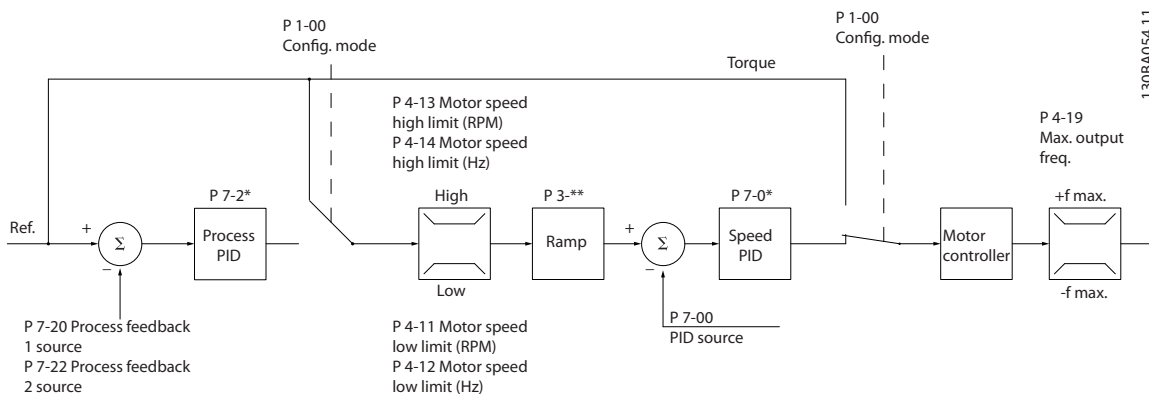 P 1-00
Config. mode
P 1-00
Config. mode
130BA054.11
Torque
P 4-13 Motor speed
high limit (RPM)
P 4-14 Motor speed
high limit (Hz)
P 4-19
Max. output
freq.
P 7-2*
High
P 3-**
P 7-0*
+f max.
Ref.
+
Σ
–
Process
PID
Ramp
+
Σ
–
Speed
PID
Motor
controller
Low
-f max.
P 7-20 Process feedback
1 source
P 7-22 Process feedback
2 source
P 4-11 Motor speed
low limit (RPM)
P 4-12 Motor speed
low limit (Hz)
P 7-00
PID source